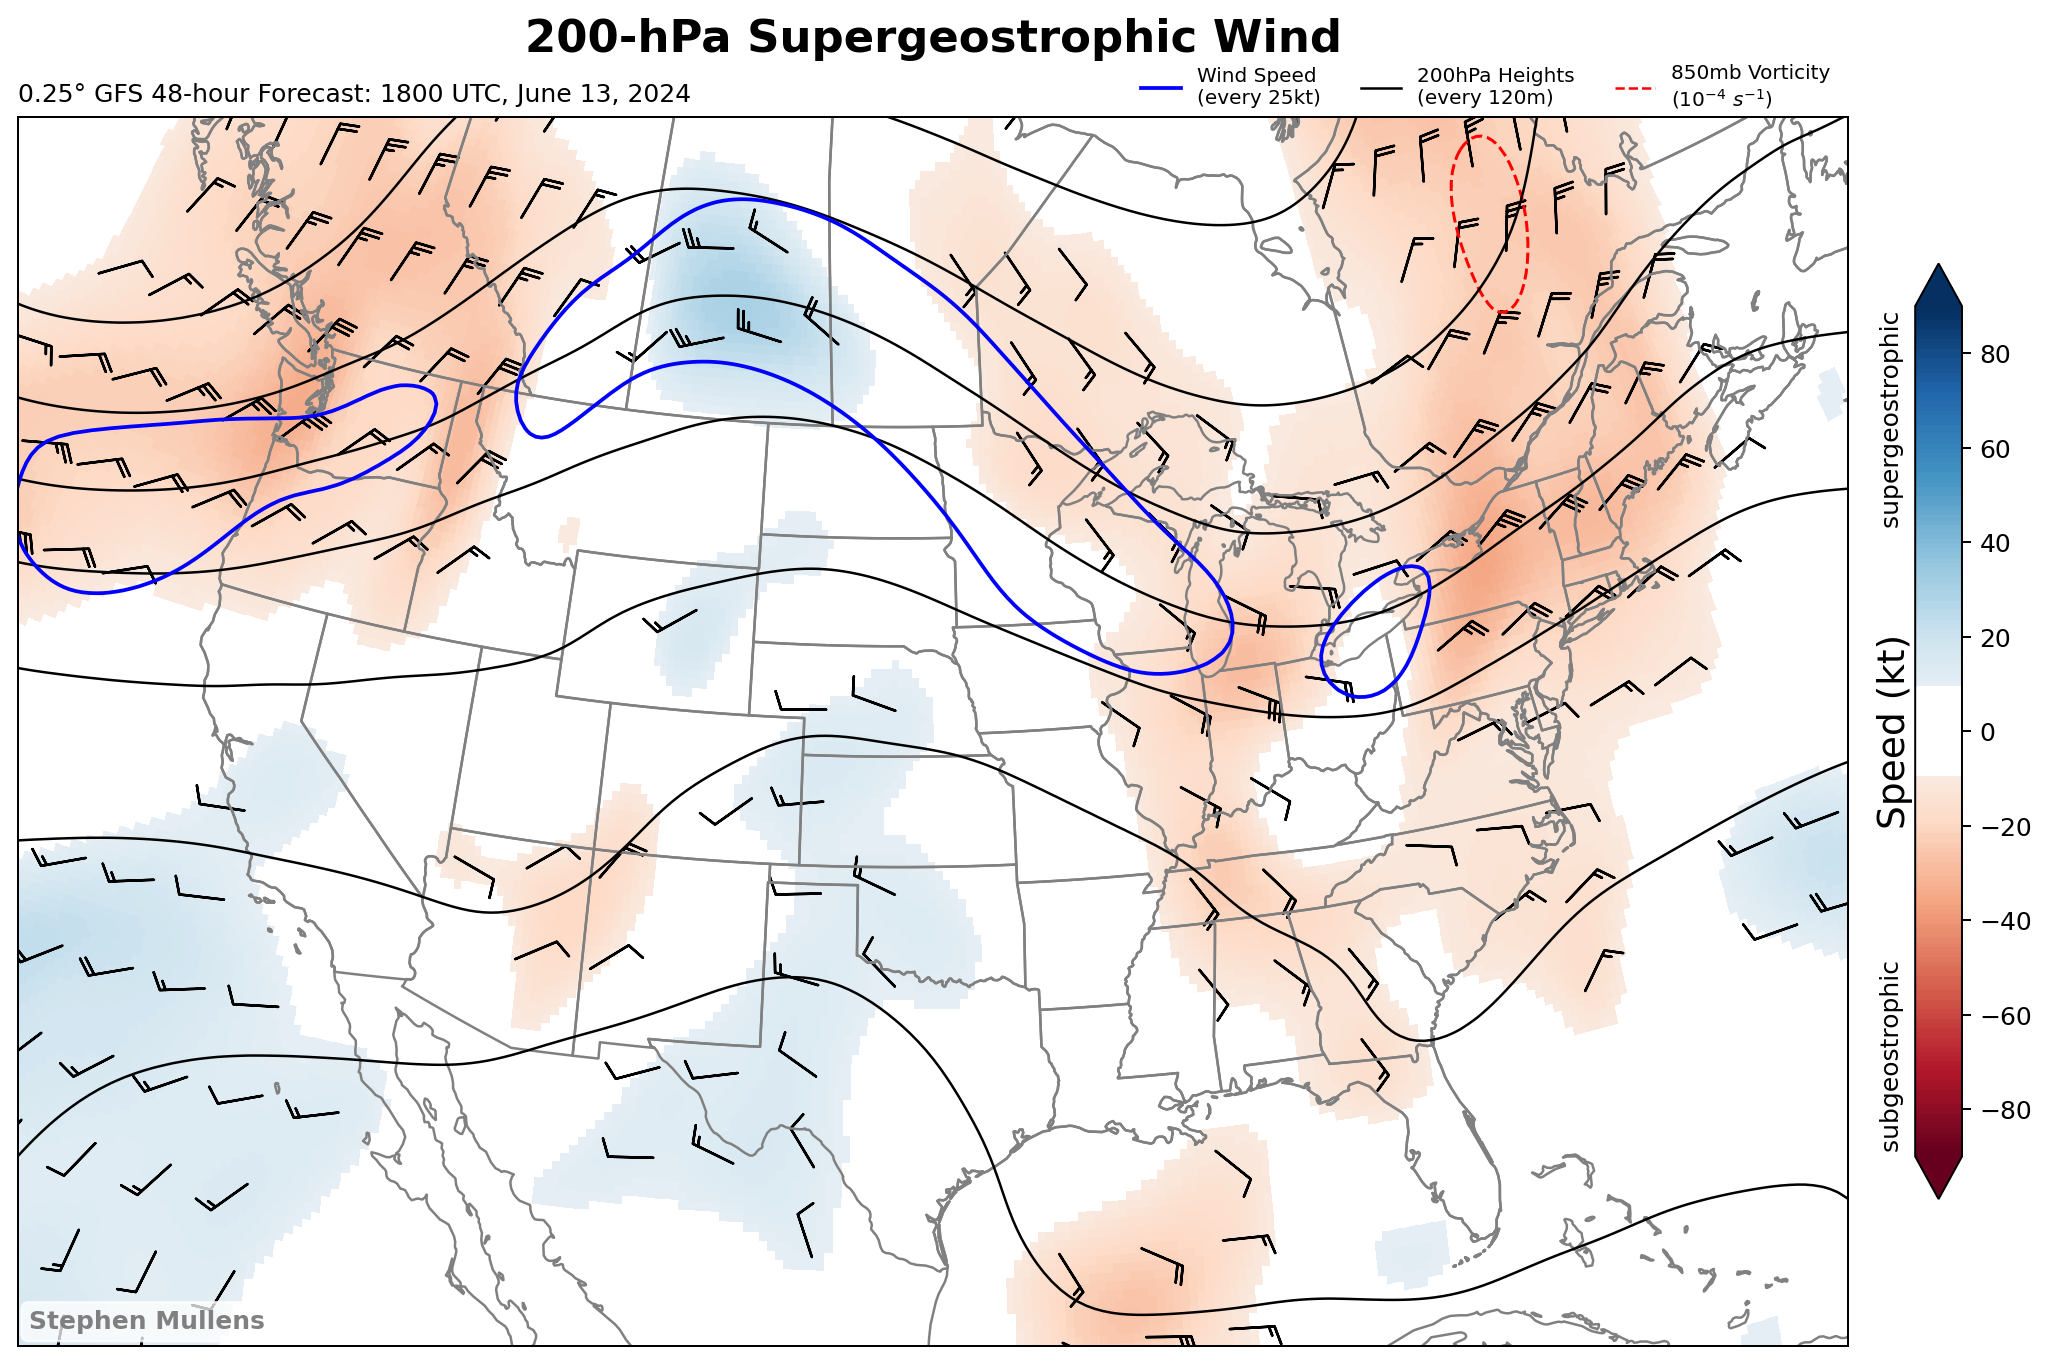 200-hPa Supergeostrophic Wind
0.25° GFS 48-hour Forecast: 1800 UTC, June 13, 2024
Wind Speed
(every 25kt)
200hPa Heights
(every 120m)
850mb Vorticity
(10⁻⁴ s⁻¹)
supergeostrophic
Speed (kt)
subgeostrophic
80
60
40
20
0
−20
−40
−60
−80
Stephen Mullens